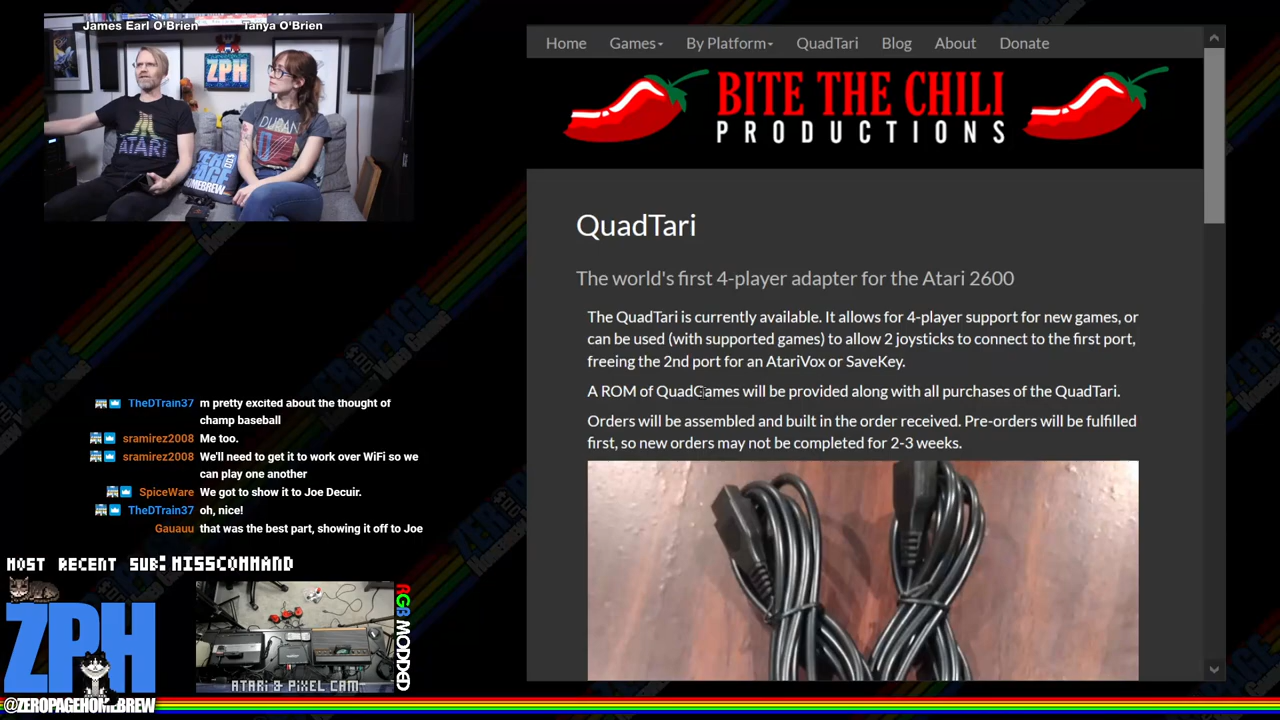 James Earl O'Brien
Tanya O'Brien
ZPH
ATARI
DURAN
ZERO
PAGE
HOMEBREW
Home Games By Platform QuadTari Blog About Donate
BITE THE CHILI
PRODUCTIONS
QuadTari
The world's first 4-player adapter for the Atari 2600
The QuadTari is currently available. It allows for 4-player support for new games, or
can be used (with supported games) to allow 2 joysticks to connect to the first port,
freeing the 2nd port for an AtariVox or SaveKey.
A ROM of QuadGames will be provided along with all purchases of the QuadTari.
Orders will be assembled and built in the order received. Pre-orders will be fulfilled
first, so new orders may not be completed for 2-3 weeks.
TheDTrain37 m pretty excited about the thought of
champ baseball
sramirez2008 Me too.
sramirez2008 We'll need to get it to work over WiFi so we
can play one another
SpiceWare We got to show it to Joe Decuir.
TheDTrain37 oh, nice!
Gauauu that was the best part, showing it off to Joe
MOST RECENT SUB: MISSCOMMAND
ZPH
@ZEROPAGEHOMEBREW
ATARI & PIXEL CAM
RGB MODDED